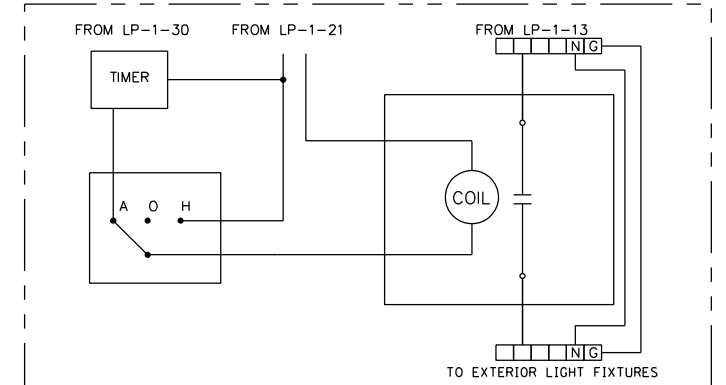 FROM LP-1-30
FROM LP-1-21
FROM LP-1-13
N G
TIMER
A O H
COIL
N G
TO EXTERIOR LIGHT FIXTURES